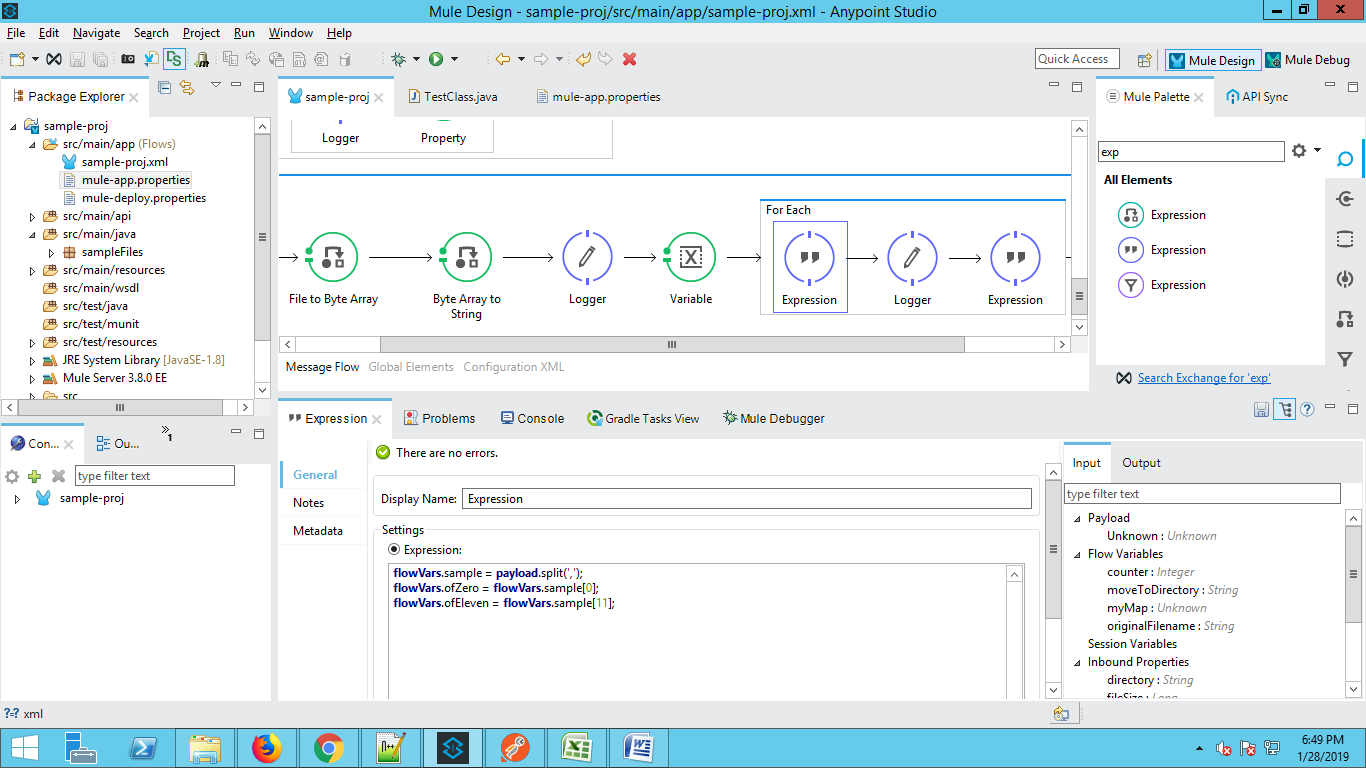 Mule Design - sample-proj/src/main/app/sample-proj.xml - Anypoint Studio
File Edit Navigate Search Project Run Window Help
Quick Access
Mule Design
Mule Debug
Package Explorer
sample-proj
src/main/app (Flows)
sample-proj.xml
mule-app.properties
mule-deploy.properties
src/main/api
src/main/java
sampleFiles
src/main/resources
src/main/wsdl
src/test/java
src/test/munit
src/test/resources
JRE System Library [JavaSE-1.8]
Mule Server 3.8.0 EE
src
sample-proj
TestClass.java
mule-app.properties
Logger
Property
For Each
File to Byte Array
Byte Array to
String
Logger
Variable
Expression
Logger
Expression
Message Flow Global Elements Configuration XML
Mule Palette
API Sync
exp
All Elements
Expression
Expression
Expression
Search Exchange for 'exp'
Con...
Ou...
1
type filter text
sample-proj
Expression
Problems
Console
Gradle Tasks View
Mule Debugger
General
Notes
Metadata
There are no errors.
Display Name: Expression
Settings
Expression:
flowVars.sample = payload.split(',');
flowVars.ofZero = flowVars.sample[0];
flowVars.ofEleven = flowVars.sample[11];
Input
Output
type filter text
Payload
Unknown : Unknown
Flow Variables
counter : Integer
moveToDirectory : String
myMap : Unknown
originalFilename : String
Session Variables
Inbound Properties
directory : String
fileSize : Long
xml
6:49 PM
1/28/2019